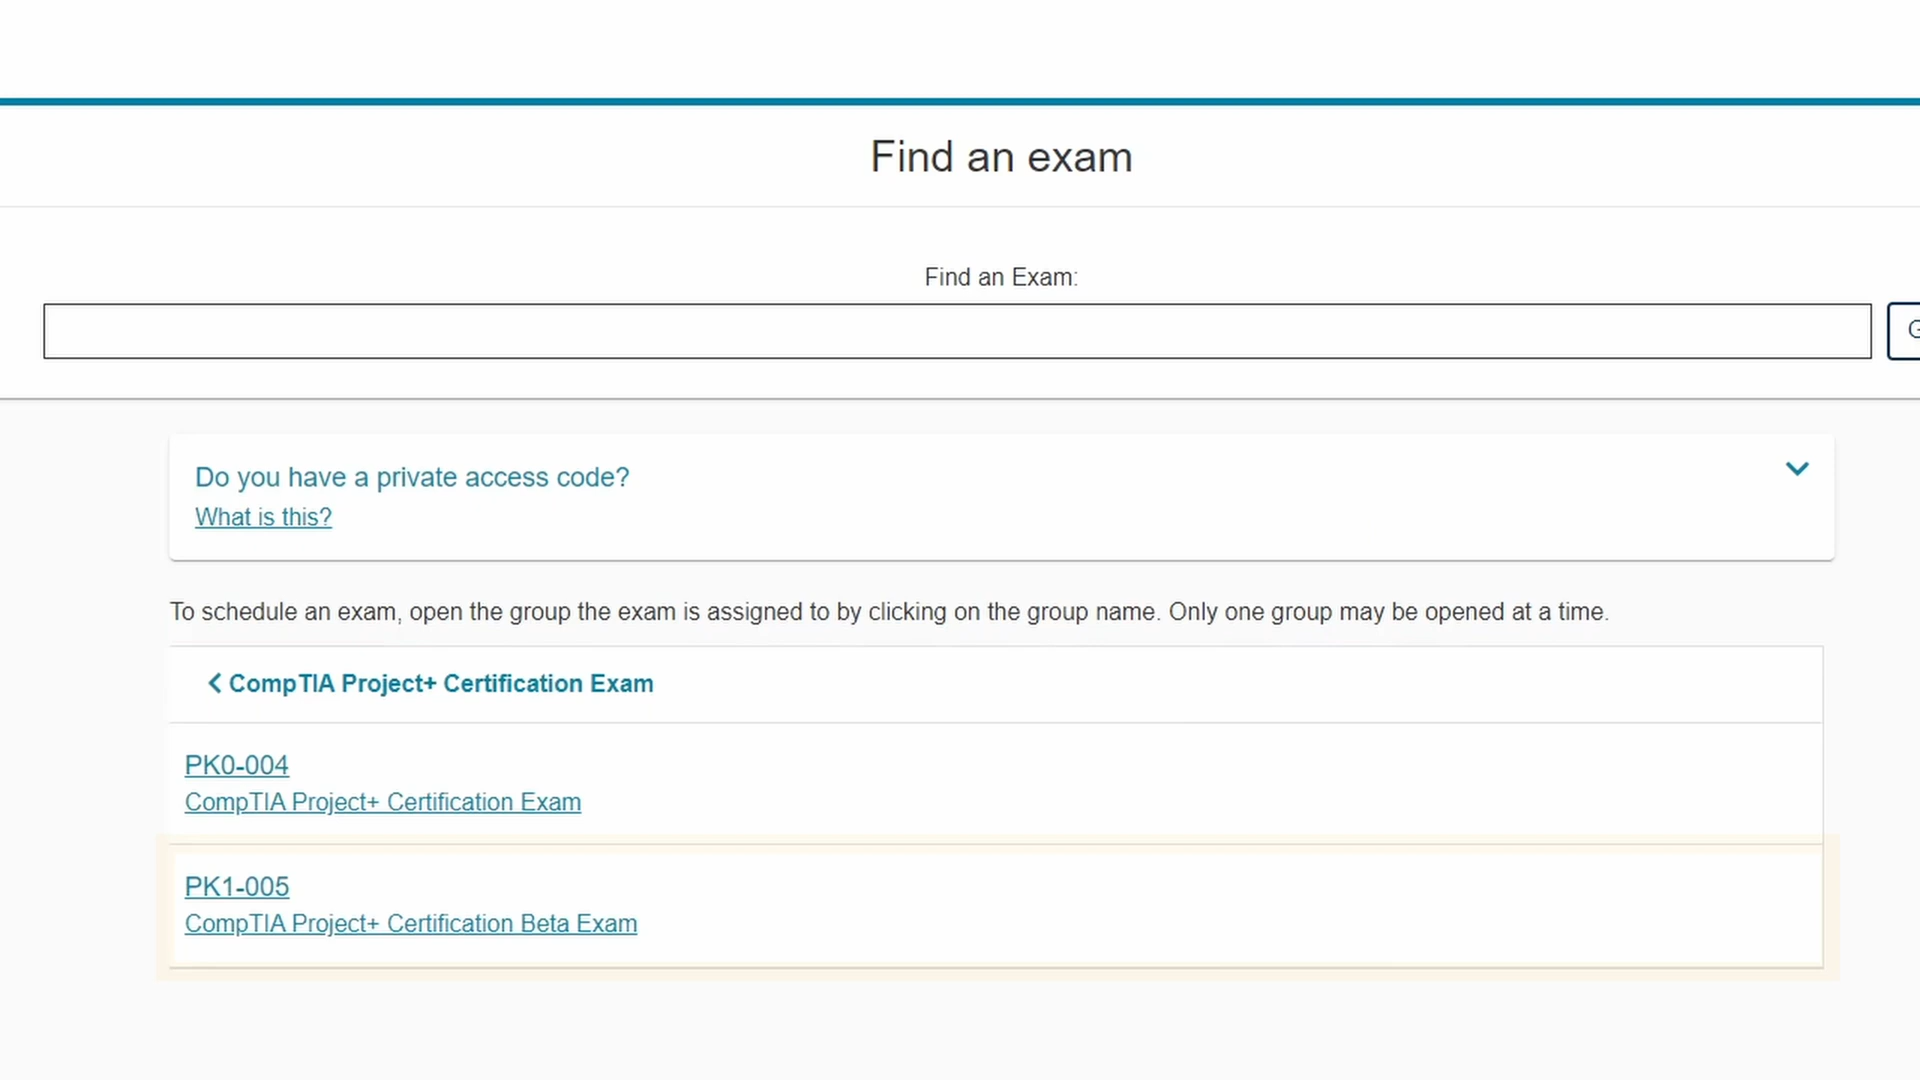 Find an exam
Find an Exam:
Do you have a private access code?
What is this?
To schedule an exam, open the group the exam is assigned to by clicking on the group name. Only one group may be opened at a time.
CompTIA Project+ Certification Exam
PK0-004
CompTIA Project+ Certification Exam
PK1-005
CompTIA Project+ Certification Beta Exam